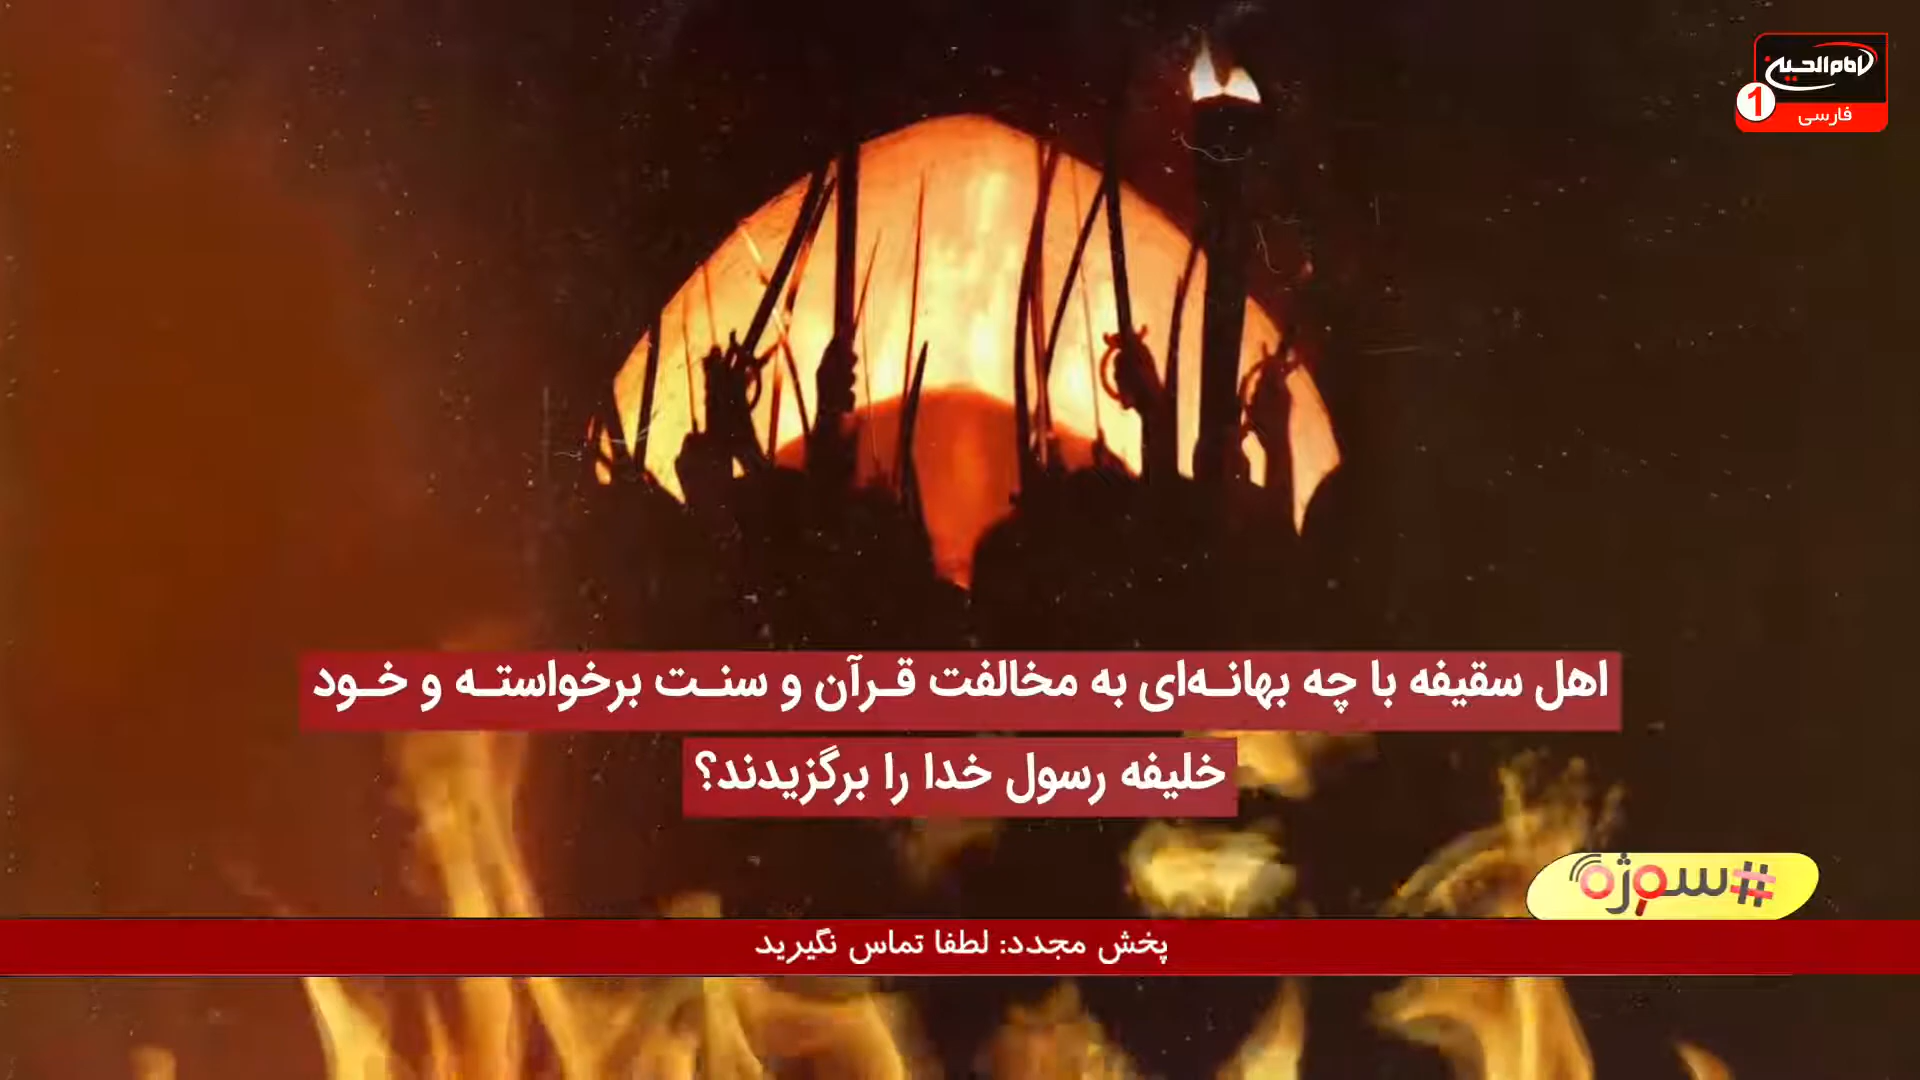 امام الحسین
1
فارسی
اهل سقیفه با چه بهانه‌ای به مخالفت قرآن و سنت برخواسته و خود
خلیفه رسول خدا را برگزیدند؟
#سوژه
پخش مجدد: لطفا تماس نگیرید